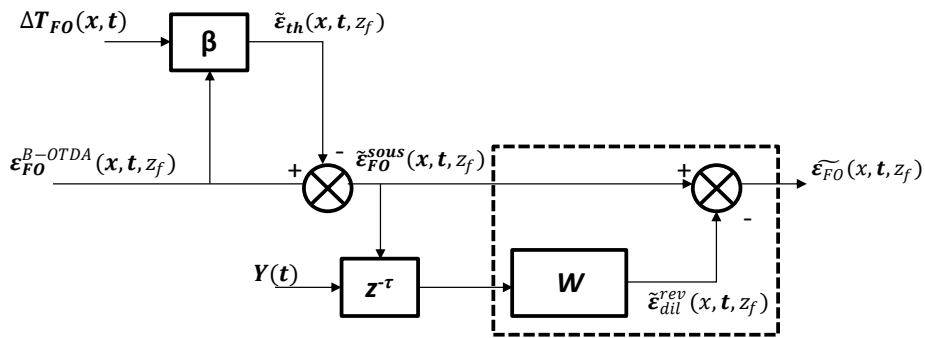 ΔT_FO(x, t)
β
ε̃_th(x, t, z_f)
-
ε_FO^{B-OTDA}(x, t, z_f)
+
ε̃_FO^{sous}(x, t, z_f)
+
ε̃_FO(x, t, z_f)
-
Y(t)
z^{-τ}
W
ε̃_dil^{rev}(x, t, z_f)